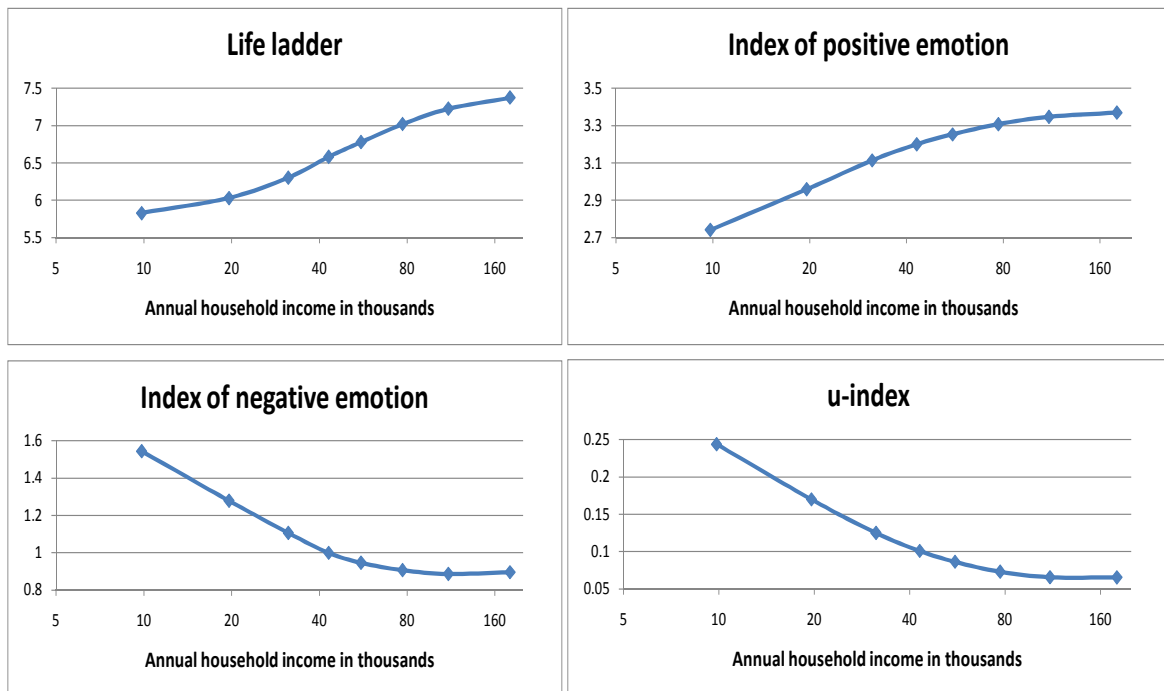 Life ladder
7.5
7
6.5
6
5.5
5 10 20 40 80 160
Annual household income in thousands
Index of positive emotion
3.5
3.3
3.1
2.9
2.7
5 10 20 40 80 160
Annual household income in thousands
Index of negative emotion
1.6
1.4
1.2
1
0.8
5 10 20 40 80 160
Annual household income in thousands
u-index
0.25
0.2
0.15
0.1
0.05
5 10 20 40 80 160
Annual household income in thousands